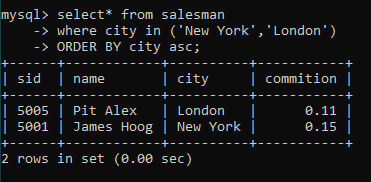 mysql> select* from salesman
    -> where city in ('New York','London')
    -> ORDER BY city asc;
+------+------------+----------+-----------+
| sid  | name       | city     | commition |
+------+------------+----------+-----------+
| 5005 | Pit Alex   | London   |      0.11 |
| 5001 | James Hoog | New York |      0.15 |
+------+------------+----------+-----------+
2 rows in set (0.00 sec)